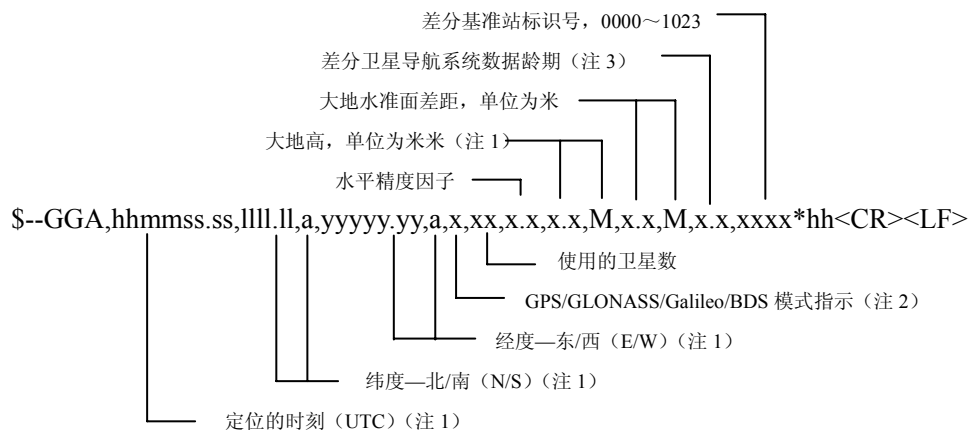 差分基准站标识号，0000～1023
差分卫星导航系统数据龄期（注 3）
大地水准面差距，单位为米
大地高，单位为米米（注 1）
水平精度因子
$--GGA,hhmmss.ss,llll.ll,a,yyyyy.yy,a,x,xx,x.x,x.x,M,x.x,M,x.x,xxxx*hh<CR><LF>
使用的卫星数
GPS/GLONASS/Galileo/BDS 模式指示（注 2）
经度—东/西（E/W）（注 1）
纬度—北/南（N/S）（注 1）
定位的时刻（UTC）（注 1）